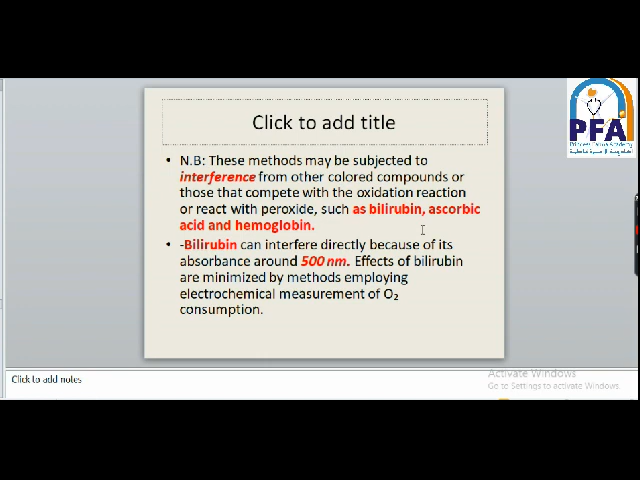 Click to add title
• N.B: These methods may be subjected to
interference from other colored compounds or
those that compete with the oxidation reaction
or react with peroxide, such as bilirubin, ascorbic
acid and hemoglobin.
• -Bilirubin can interfere directly because of its
absorbance around 500 nm. Effects of bilirubin
are minimized by methods employing
electrochemical measurement of O₂
consumption.
Click to add notes
PFA
Activate Windows
Go to Settings to activate Windows.